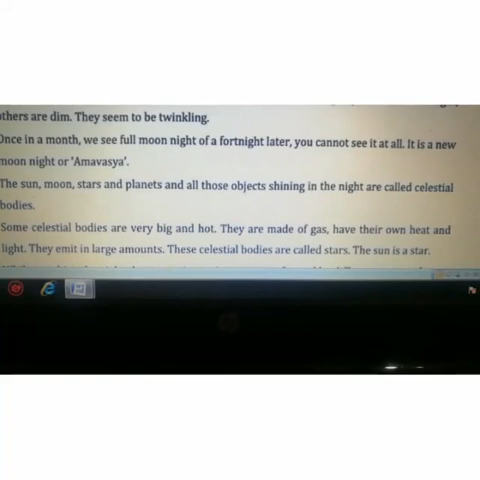 others are dim. They seem to be twinkling.
Once in a month, we see full moon night of a fortnight later, you cannot see it at all. It is a new
moon night or 'Amavasya'.
The sun, moon, stars and planets and all those objects shining in the night are called celestial
bodies.
Some celestial bodies are very big and hot. They are made of gas, have their own heat and
light. They emit in large amounts. These celestial bodies are called stars. The sun is a star.